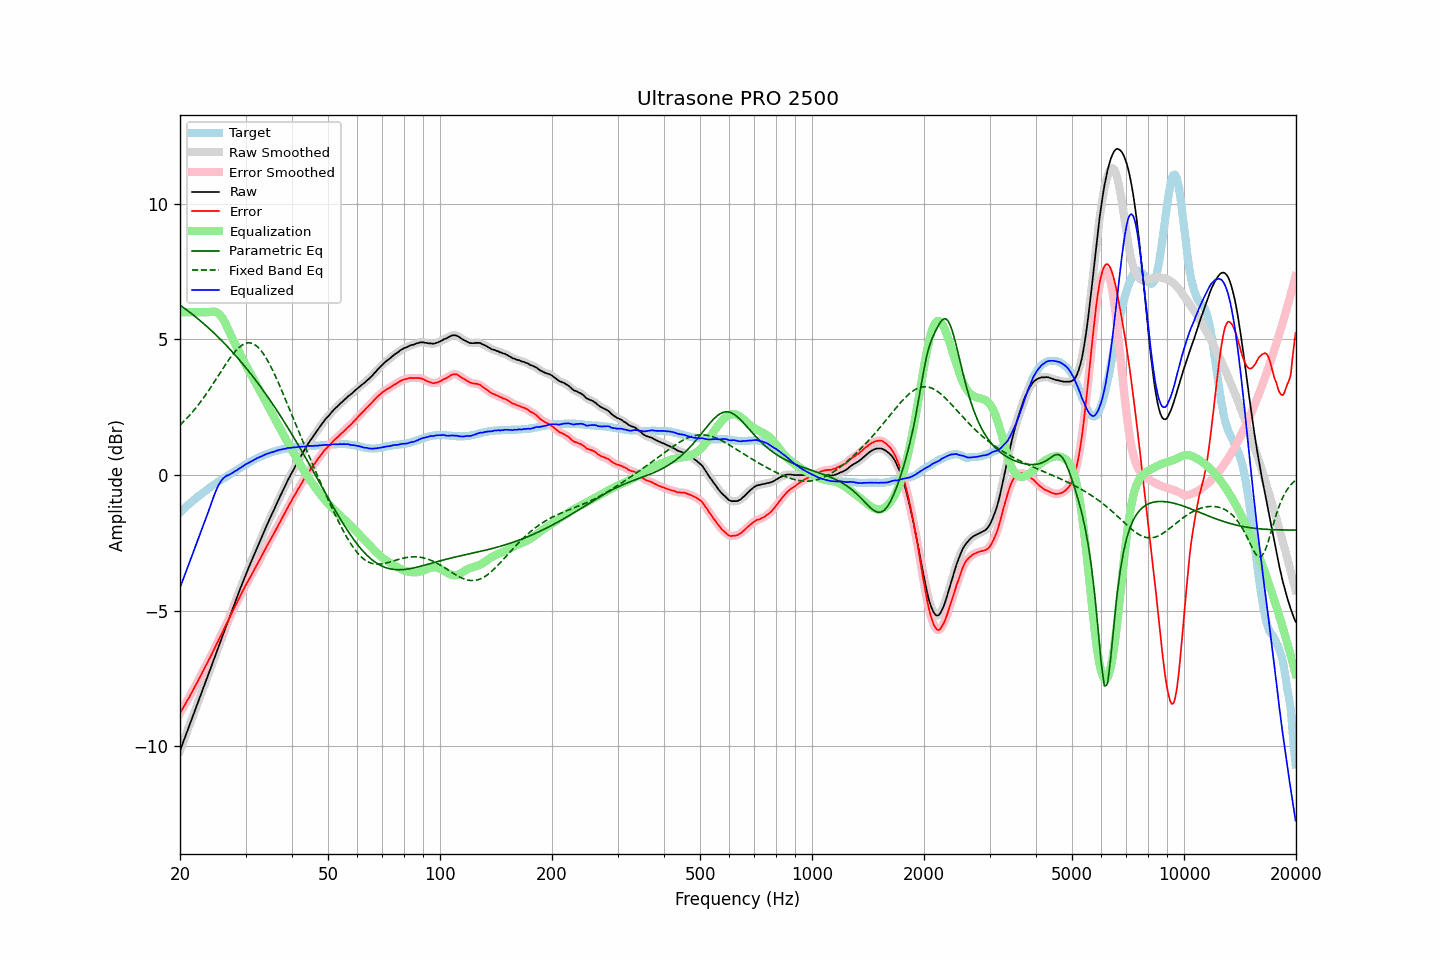 Ultrasone PRO 2500
Target
Raw Smoothed
Error Smoothed
Raw
Error
Equalization
Parametric Eq
Fixed Band Eq
Equalized
Amplitude (dBr)
10
5
0
−5
−10
20
50
100
200
500
1000
2000
5000
10000
20000
Frequency (Hz)